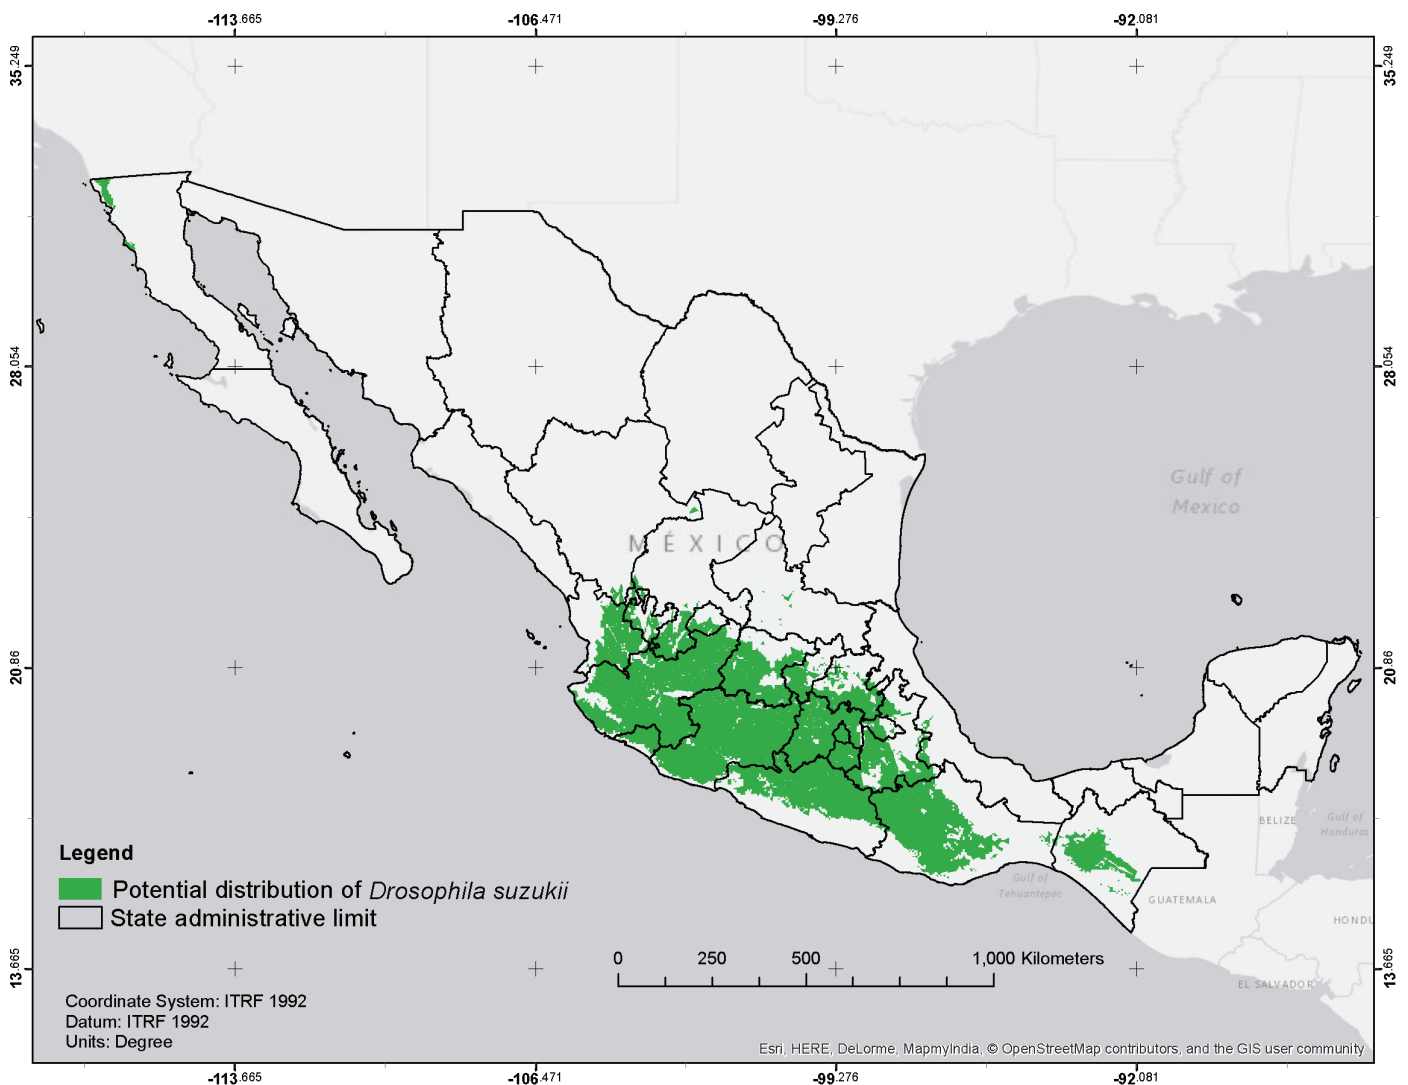 -113.665 -106.471 -99.276 -92.081
35.249 35.249
28.054 28.054
Gulf of
Mexico
MÉXICO
20.86 20.86
BELIZE
Gulf of
Honduras
Legend
Potential distribution of Drosophila suzukii
State administrative limit
Gulf of
Tehuantepec
GUATEMALA
HONDU
0 250 500 1,000 Kilometers
13.665 13.665
EL SALVADOR
Coordinate System: ITRF 1992
Datum: ITRF 1992
Units: Degree
Esri, HERE, DeLorme, MapmyIndia, © OpenStreetMap contributors, and the GIS user community
-113.665 -106.471 -99.276 -92.081